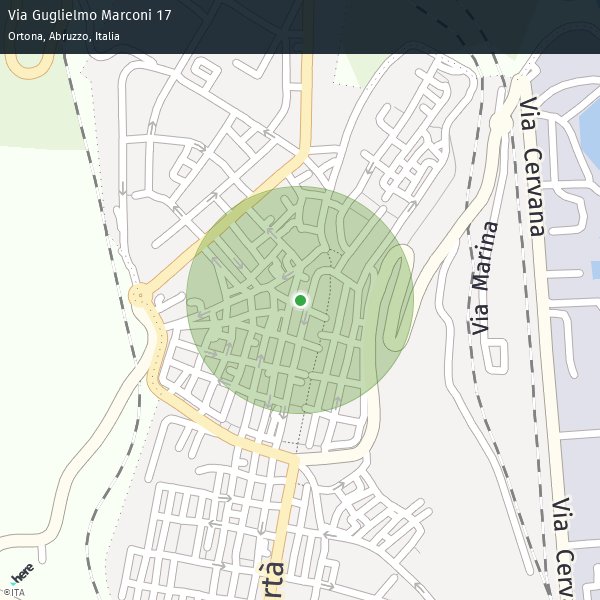 Via Guglielmo Marconi 17
Ortona, Abruzzo, Italia
Via Cervana
Via Marina
Via Cerv
rtà
here
©ITA